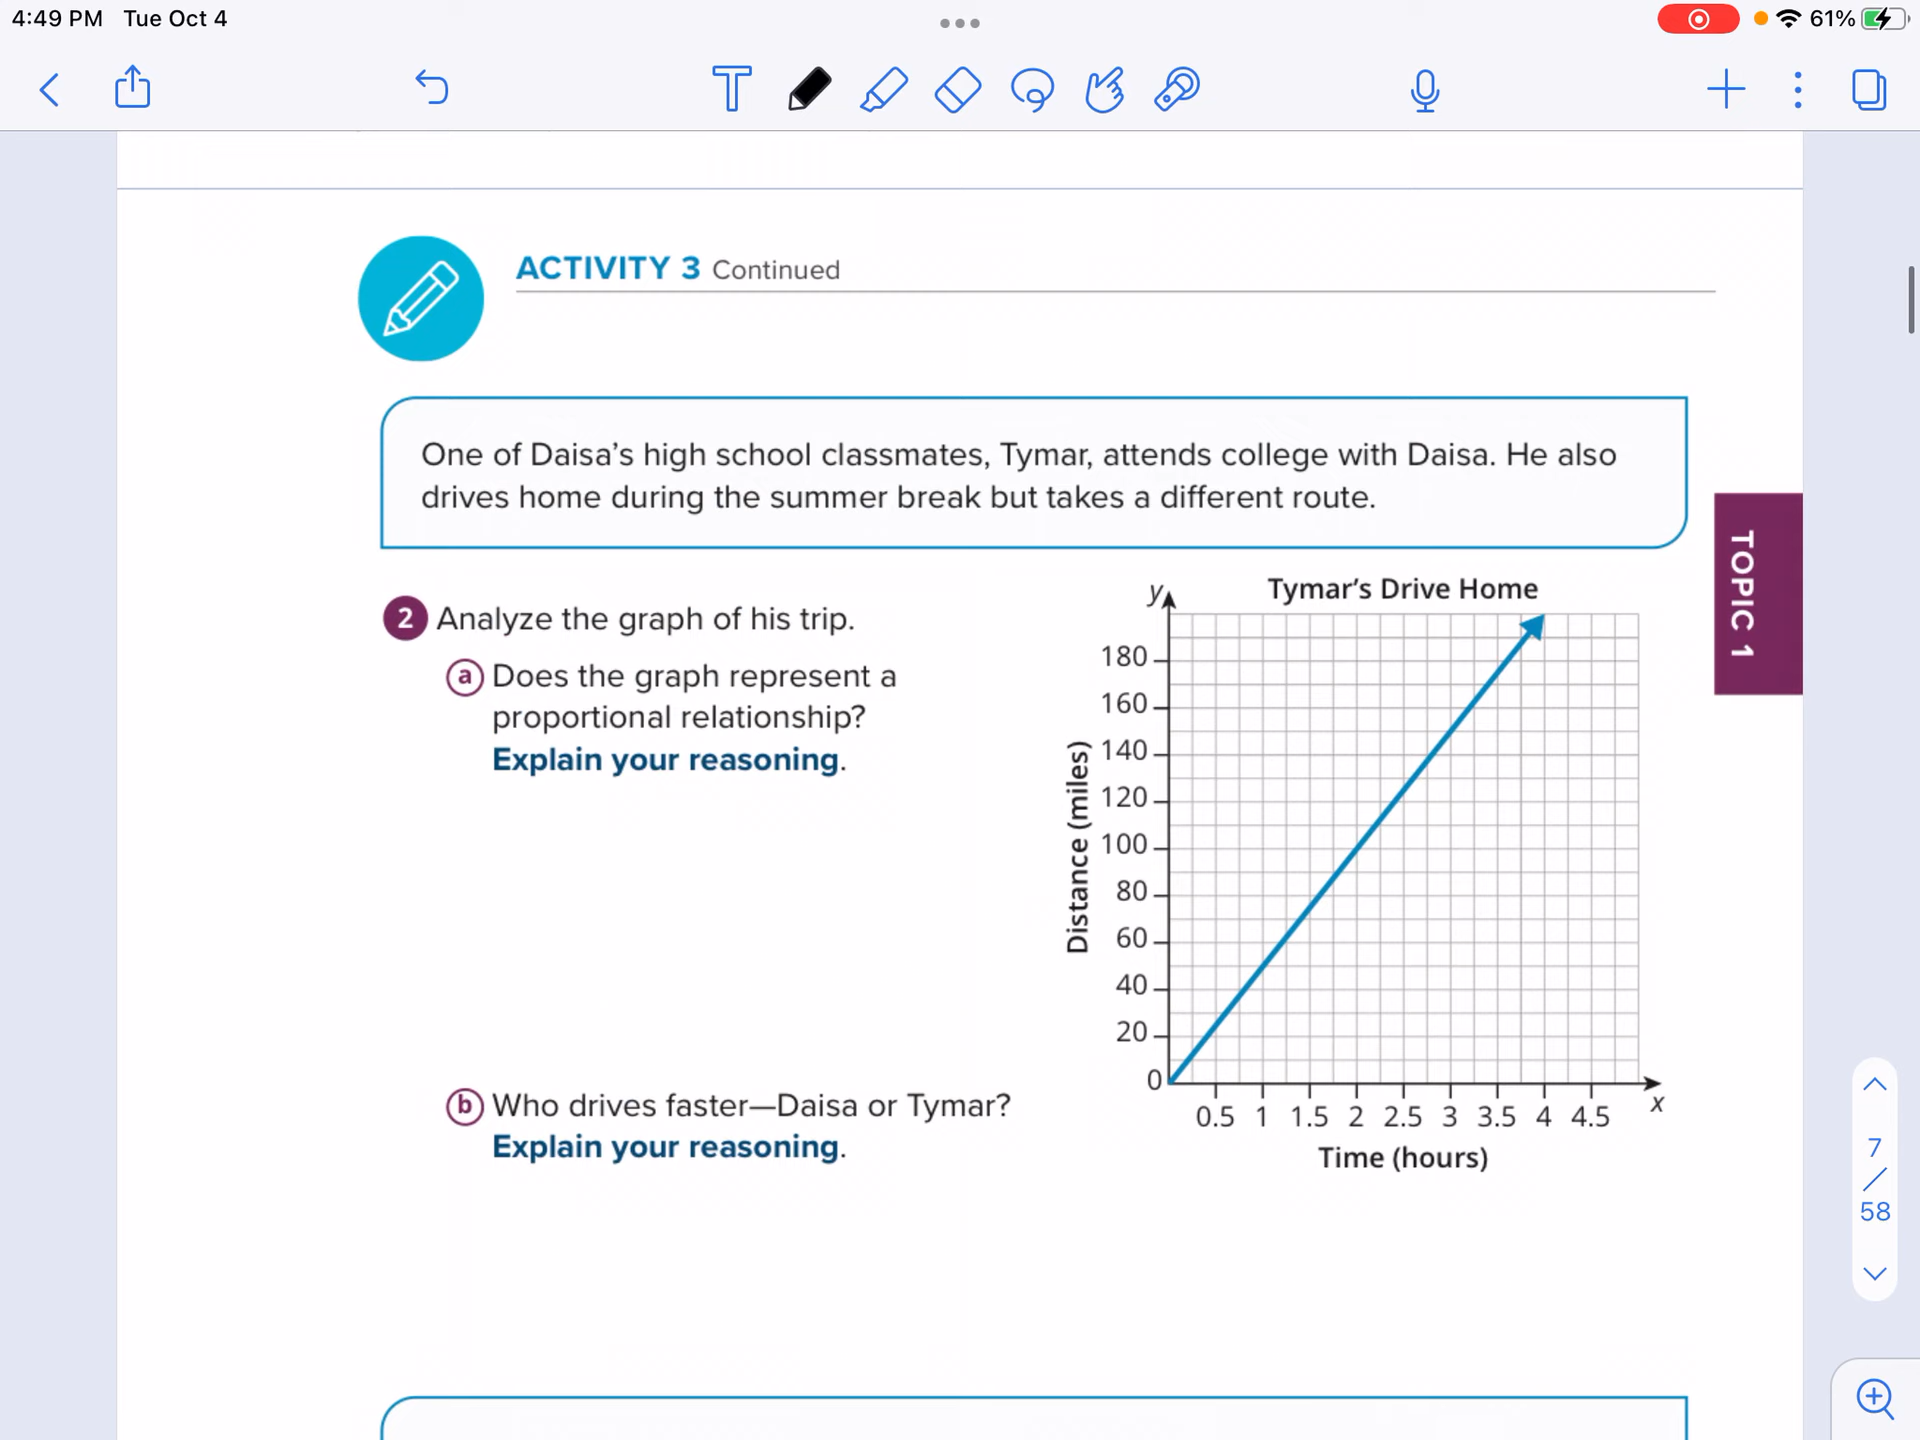 4:49 PM Tue Oct 4
61%
ACTIVITY 3 Continued
One of Daisa’s high school classmates, Tymar, attends college with Daisa. He also
drives home during the summer break but takes a different route.
TOPIC 1
2 Analyze the graph of his trip.
a Does the graph represent a
proportional relationship?
Explain your reasoning.
b Who drives faster—Daisa or Tymar?
Explain your reasoning.
Tymar’s Drive Home
y
180
160
140
120
100
80
60
40
20
0
Distance (miles)
0.5 1 1.5 2 2.5 3 3.5 4 4.5
x
Time (hours)
7
/
58